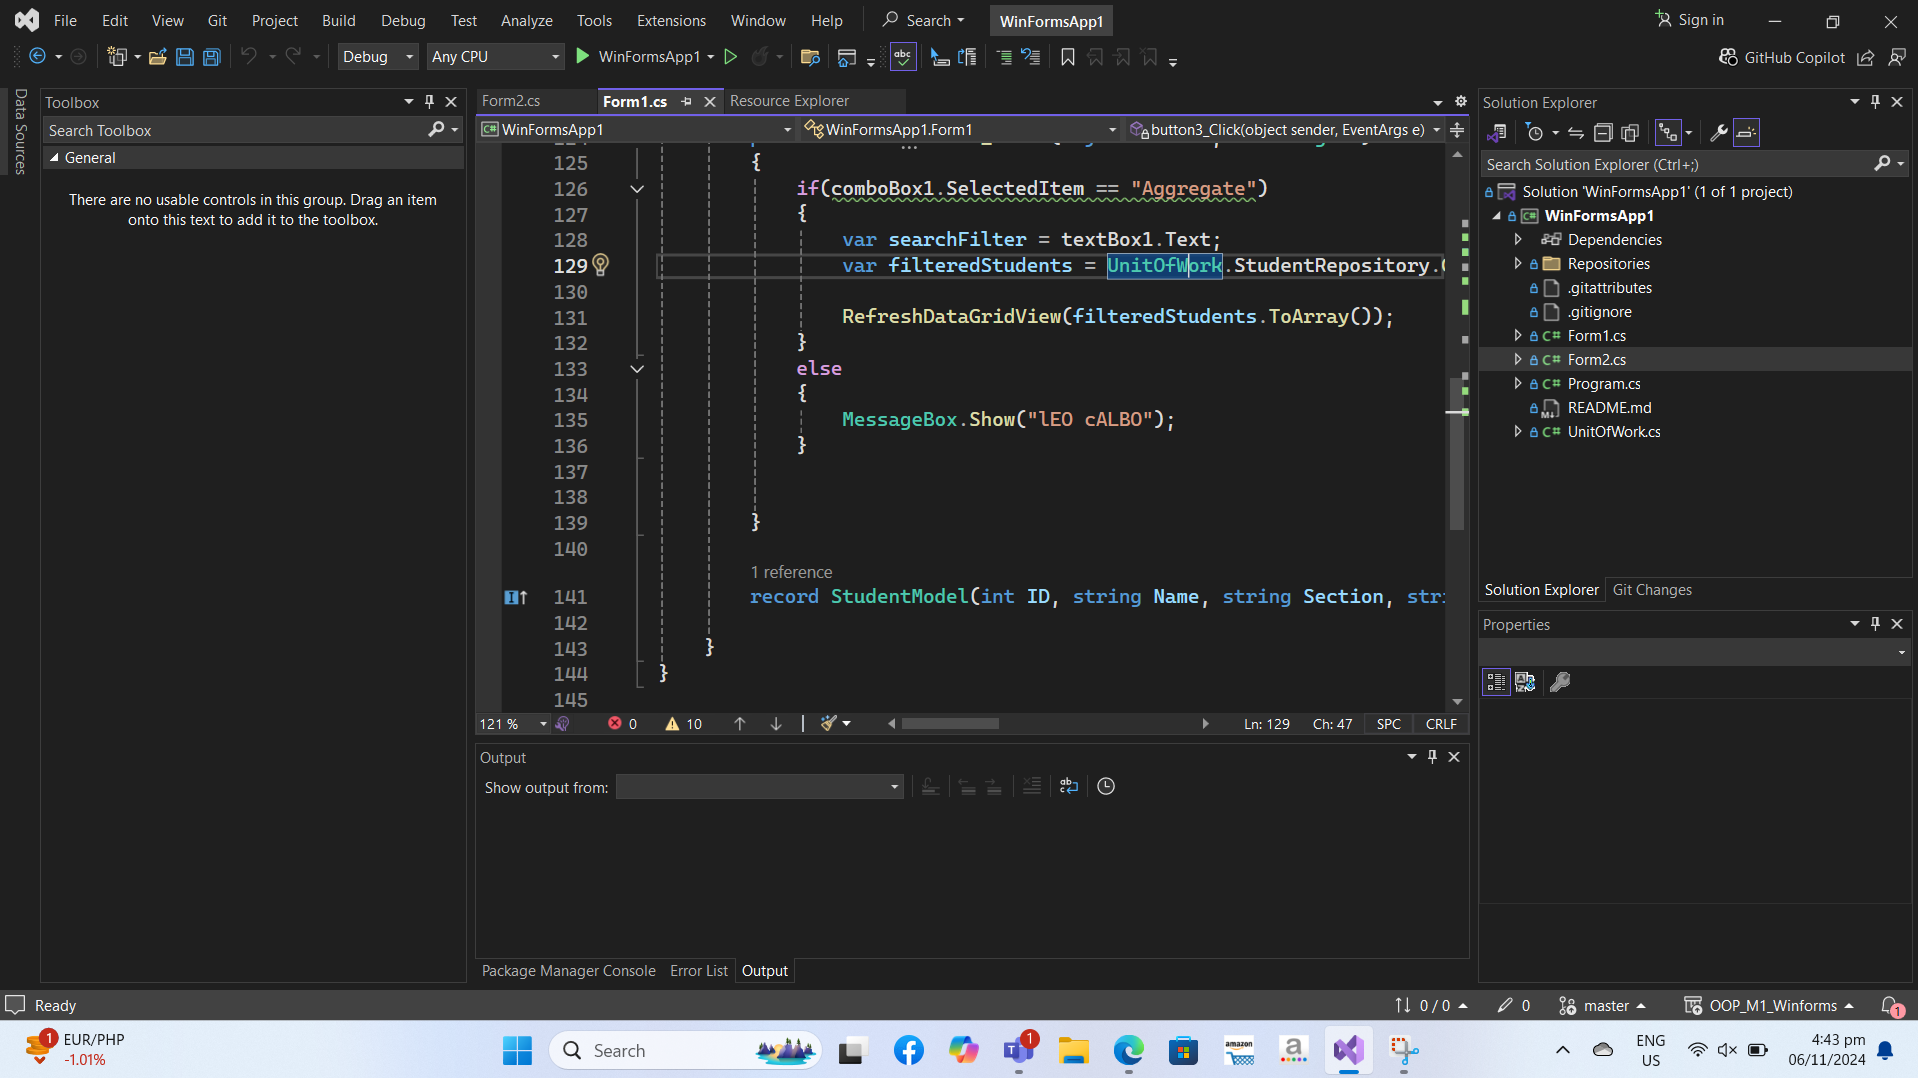 File Edit View Git Project Build Debug Test Analyze Tools Extensions Window Help Search WinFormsApp1 Sign in
Debug Any CPU WinFormsApp1 abc GitHub Copilot
Data Sources
Toolbox
Search Toolbox
General
There are no usable controls in this group. Drag an item
onto this text to add it to the toolbox.
Form2.cs Form1.cs Resource Explorer
WinFormsApp1 WinFormsApp1.Form1 button3_Click(object sender, EventArgs e)
125 {
126 if(comboBox1.SelectedItem == "Aggregate")
127 {
128 var searchFilter = textBox1.Text;
129 var filteredStudents = UnitOfWork.StudentRepository.
130
131 RefreshDataGridView(filteredStudents.ToArray());
132 }
133 else
134 {
135 MessageBox.Show("lEO cALBO");
136 }
137
138
139 }
140
1 reference
141 record StudentModel(int ID, string Name, string Section, stri
142
143 }
144 }
145
121 % 0 10 Ln: 129 Ch: 47 SPC CRLF
Output
Show output from:
Package Manager Console Error List Output
Solution Explorer
Search Solution Explorer (Ctrl+;)
Solution 'WinFormsApp1' (1 of 1 project)
WinFormsApp1
Dependencies
Repositories
.gitattributes
.gitignore
C# Form1.cs
C# Form2.cs
C# Program.cs
README.md
C# UnitOfWork.cs
Solution Explorer Git Changes
Properties
Ready 0 / 0 0 master OOP_M1_Winforms 1
1 EUR/PHP
-1.01%
Search
1
amazon
a
ENG
US
4:43 pm
06/11/2024